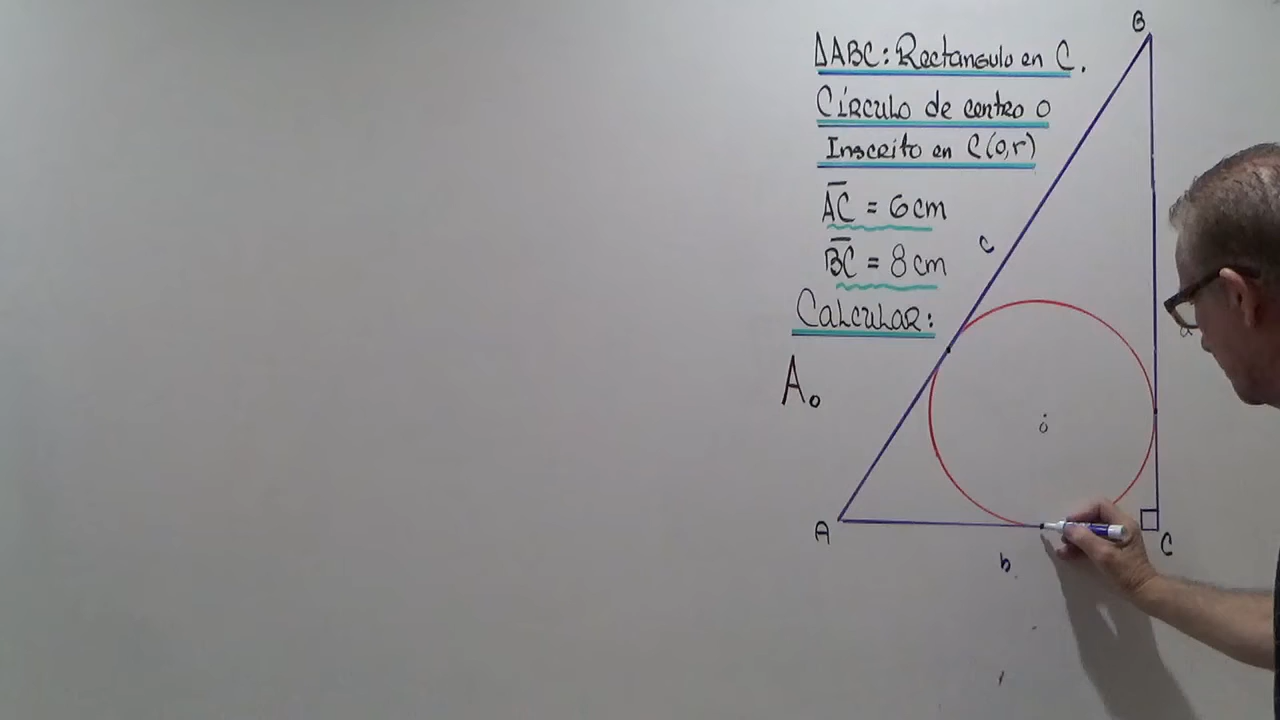 ΔABC: Rectangulo en C.
Círculo de centro O
Inscrito en C(O,r)
AC = 6cm
BC = 8cm
Calcular:
A₀
B
c
a
o
A
b
C